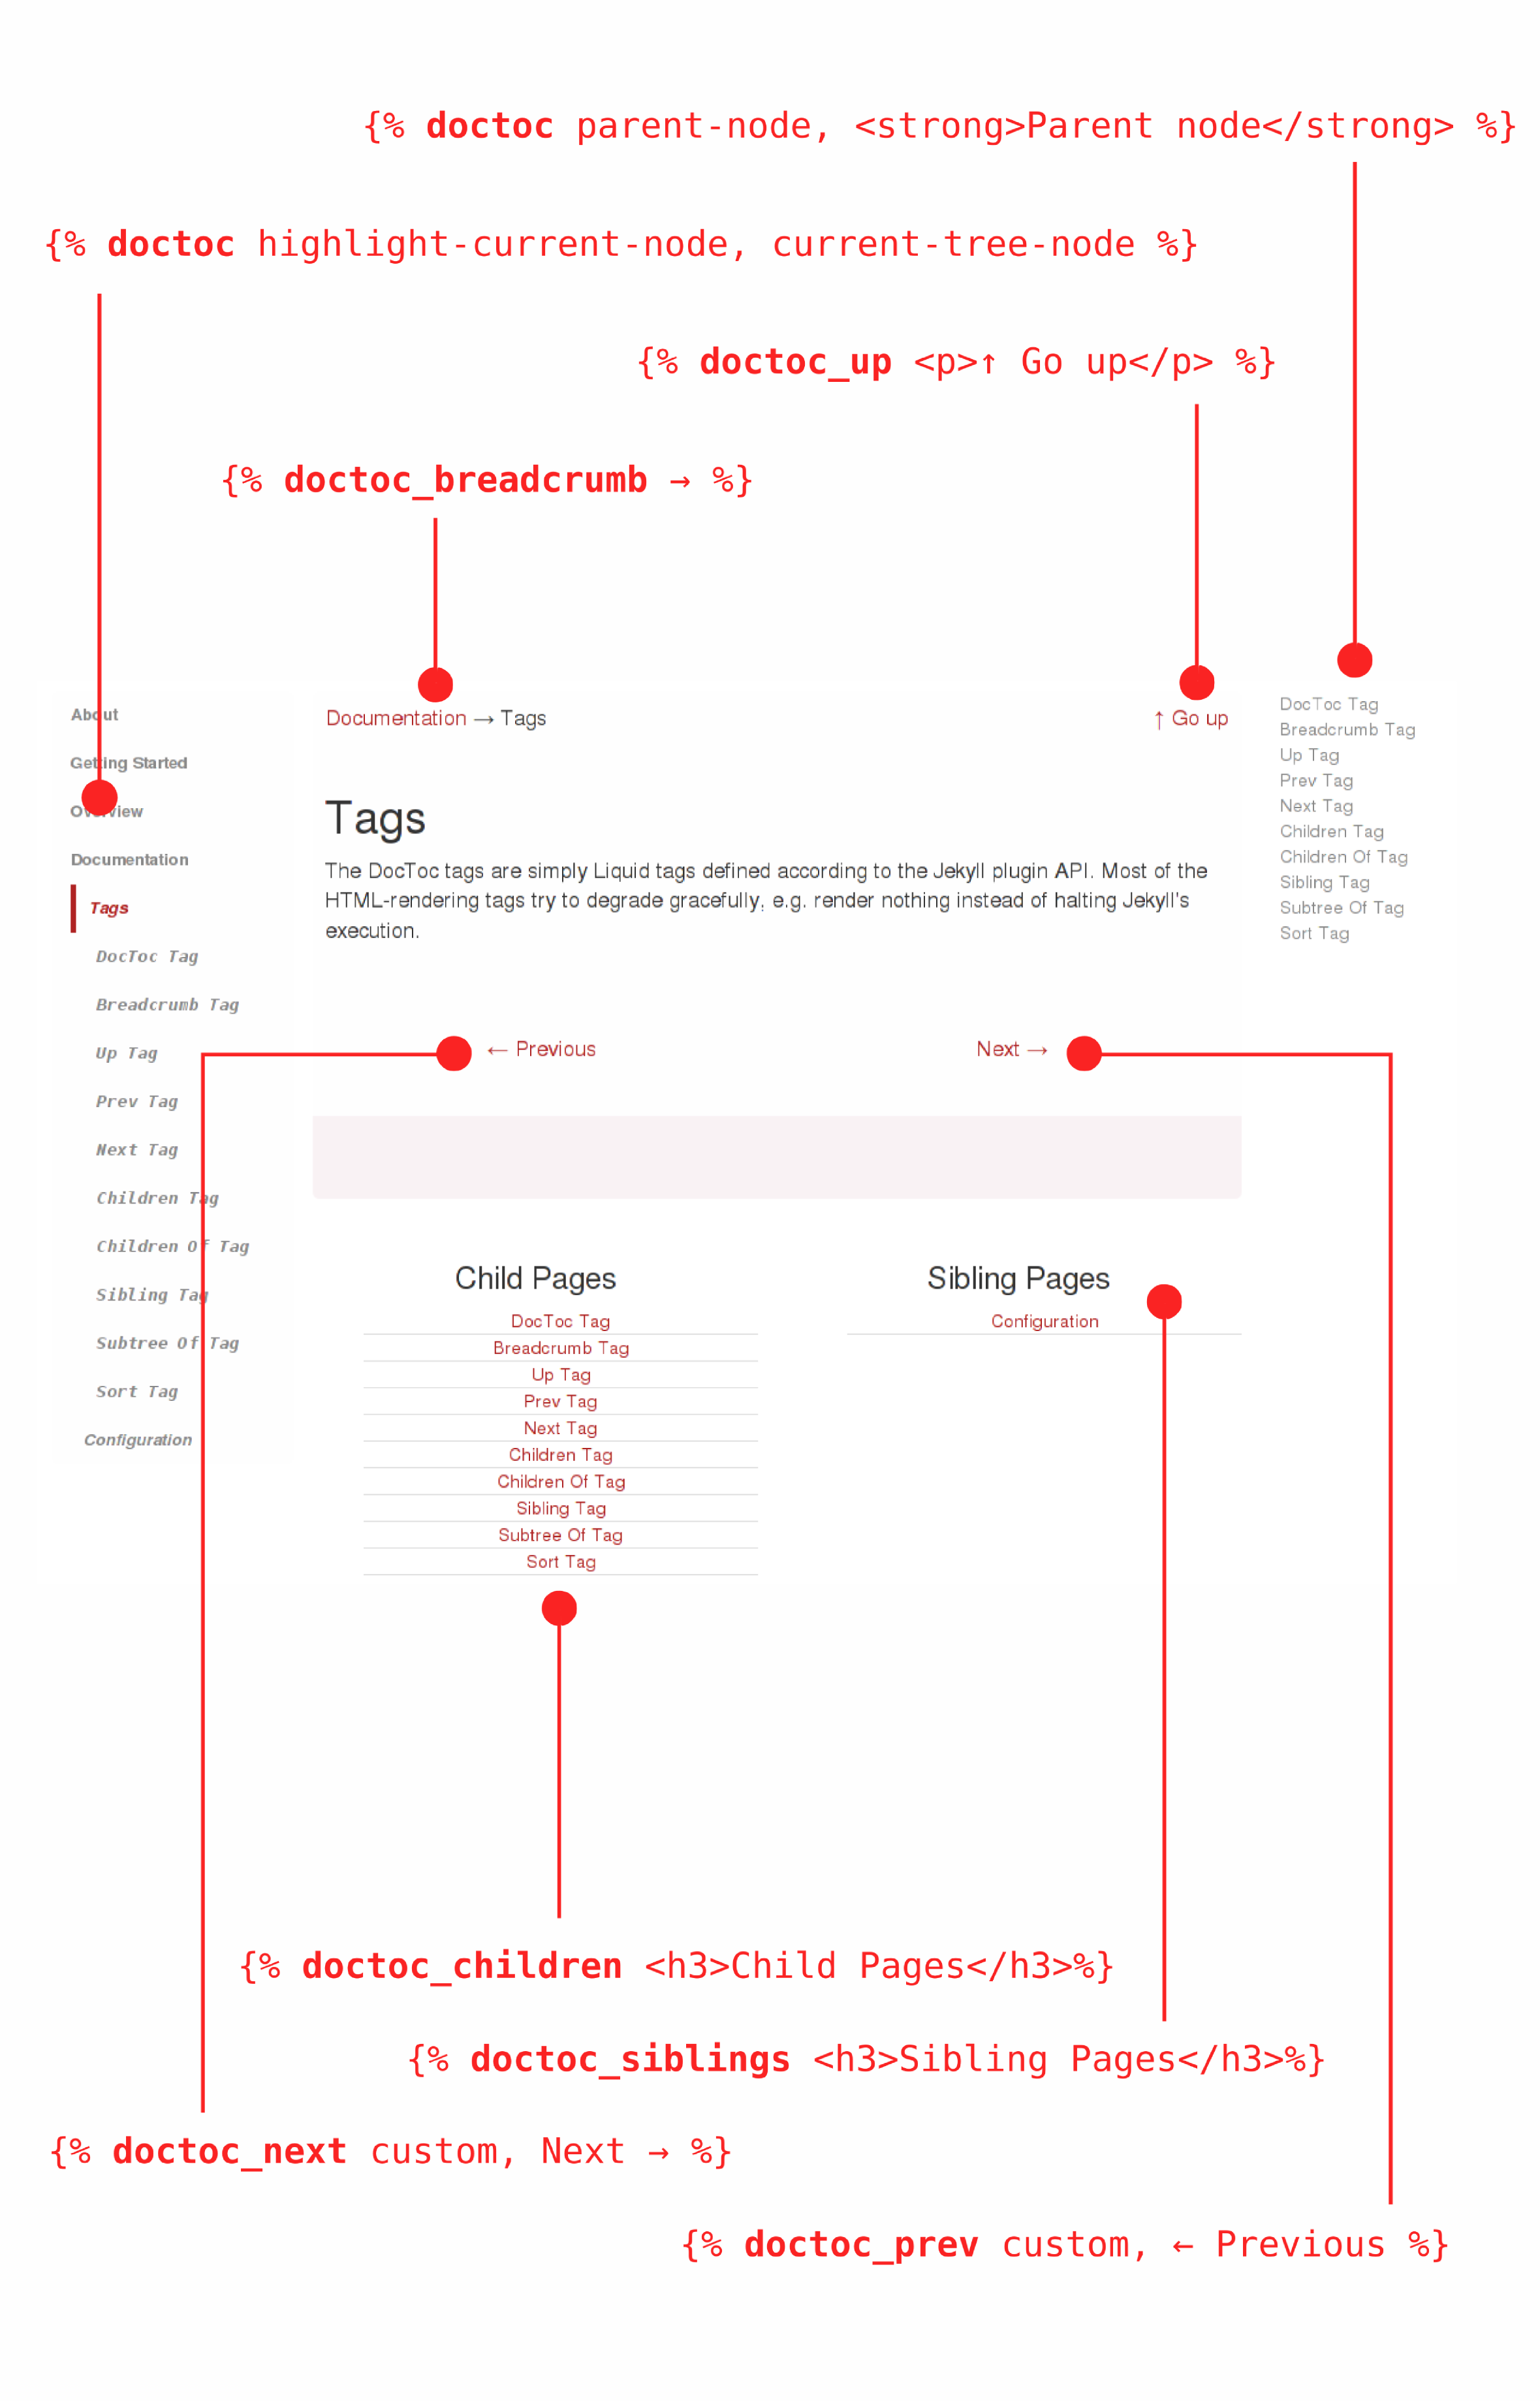 {% doctoc parent-node, <strong>Parent node</strong> %}
{% doctoc highlight-current-node, current-tree-node %}
{% doctoc_up <p>↑ Go up</p> %}
{% doctoc_breadcrumb → %}
About
Getting Started
Overview
Documentation
Tags
DocToc Tag
Breadcrumb Tag
Up Tag
Prev Tag
Next Tag
Children Tag
Children Of Tag
Sibling Tag
Subtree Of Tag
Sort Tag
Configuration
Documentation → Tags
↑ Go up
Tags
The DocToc tags are simply Liquid tags defined according to the Jekyll plugin API. Most of the
HTML-rendering tags try to degrade gracefully, e.g. render nothing instead of halting Jekyll's
execution.
← Previous
Next →
DocToc Tag
Breadcrumb Tag
Up Tag
Prev Tag
Next Tag
Children Tag
Children Of Tag
Sibling Tag
Subtree Of Tag
Sort Tag
Child Pages
DocToc Tag
Breadcrumb Tag
Up Tag
Prev Tag
Next Tag
Children Tag
Children Of Tag
Sibling Tag
Subtree Of Tag
Sort Tag
Sibling Pages
Configuration
{% doctoc_children <h3>Child Pages</h3>%}
{% doctoc_siblings <h3>Sibling Pages</h3>%}
{% doctoc_next custom, Next → %}
{% doctoc_prev custom, ← Previous %}